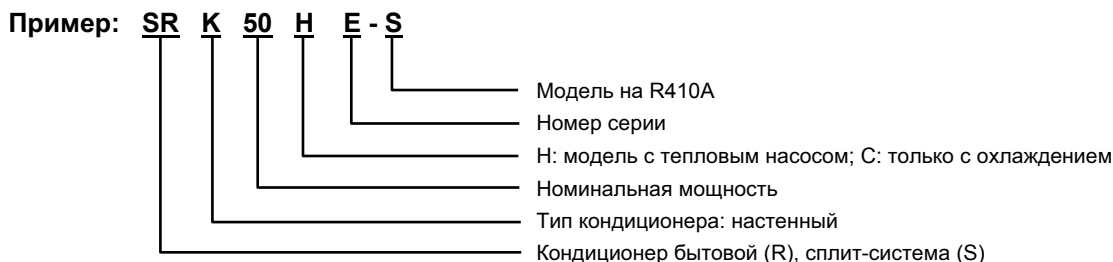 Пример: SR K 50 H E - S
Модель на R410A
Номер серии
H: модель с тепловым насосом; C: только с охлаждением
Номинальная мощность
Тип кондиционера: настенный
Кондиционер бытовой (R), сплит-система (S)